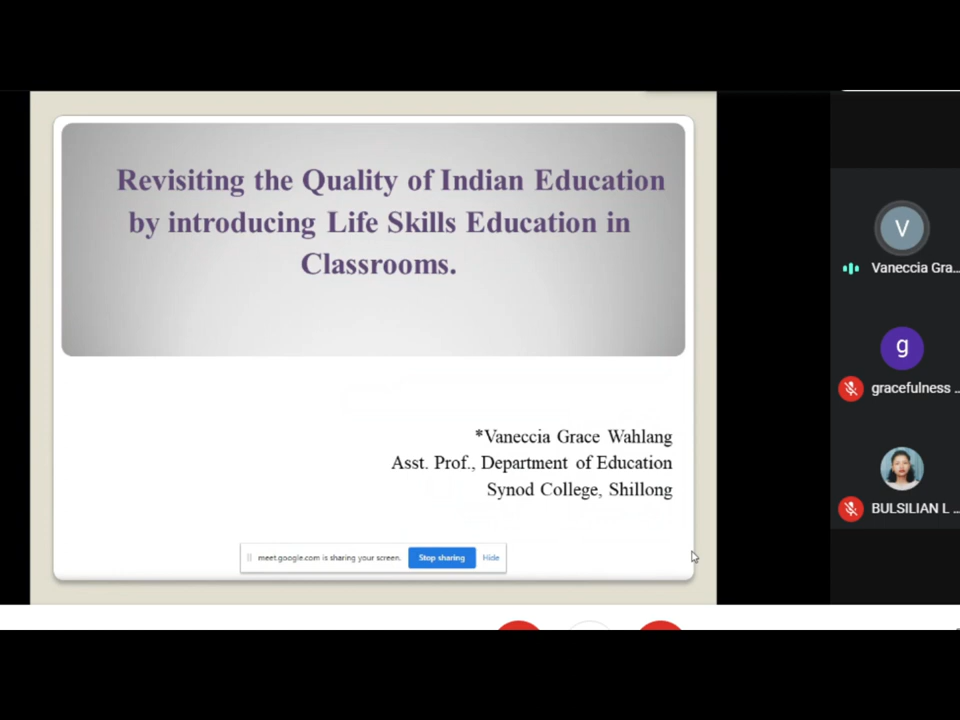 Revisiting the Quality of Indian Education
by introducing Life Skills Education in
Classrooms.
*Vaneccia Grace Wahlang
Asst. Prof., Department of Education
Synod College, Shillong
meet.google.com is sharing your screen.
Stop sharing
Hide
V
Vaneccia Gra...
g
gracefulness ...
BULSILIAN L ...